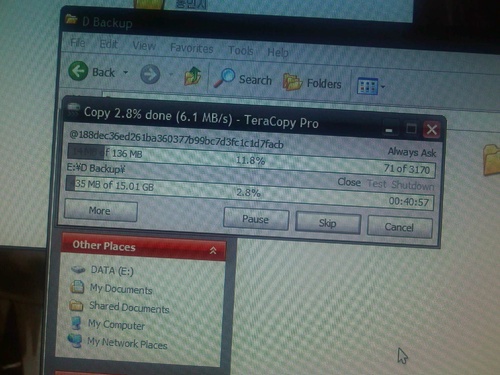 D:Backup
File Edit View Favorites Tools Help
Back Search Folders
Copy 2.8% done (6.1 MB/s) - TeraCopy Pro
@188dec36ed261ba360377b99bc7d3fc1c1d7facb Always Ask
f 136 MB 11.8% 71 of 3170
E:¥D Backup¥ Close Test Shutdown
35 MB of 15.01 GB 2.8% 00:40:57
More Pause Skip Cancel
Other Places
DATA (E:)
My Documents
Shared Documents
My Computer
My Network Places